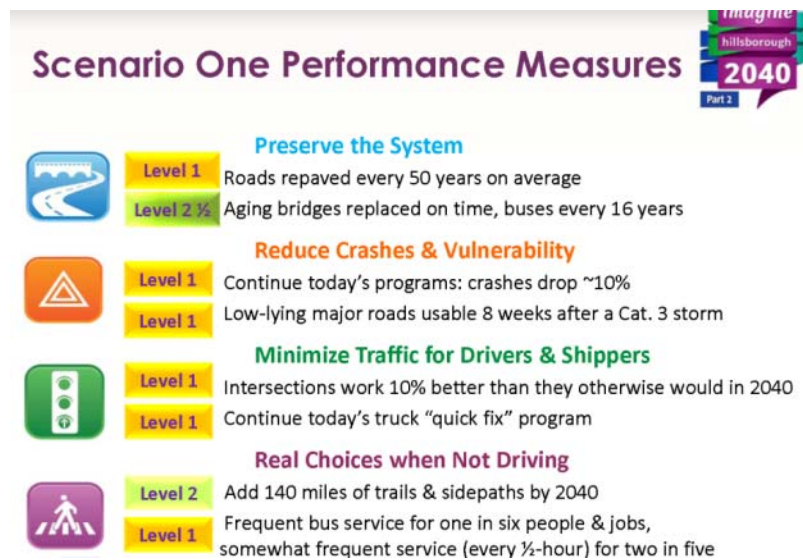 imagine
hillsborough
2040
Part 2
Scenario One Performance Measures
Preserve the System
Level 1 Roads repaved every 50 years on average
Level 2 ½ Aging bridges replaced on time, buses every 16 years
Reduce Crashes & Vulnerability
Level 1 Continue today's programs: crashes drop ~10%
Level 1 Low-lying major roads usable 8 weeks after a Cat. 3 storm
Minimize Traffic for Drivers & Shippers
Level 1 Intersections work 10% better than they otherwise would in 2040
Level 1 Continue today's truck “quick fix” program
Real Choices when Not Driving
Level 2 Add 140 miles of trails & sidepaths by 2040
Level 1 Frequent bus service for one in six people & jobs,
somewhat frequent service (every ½-hour) for two in five